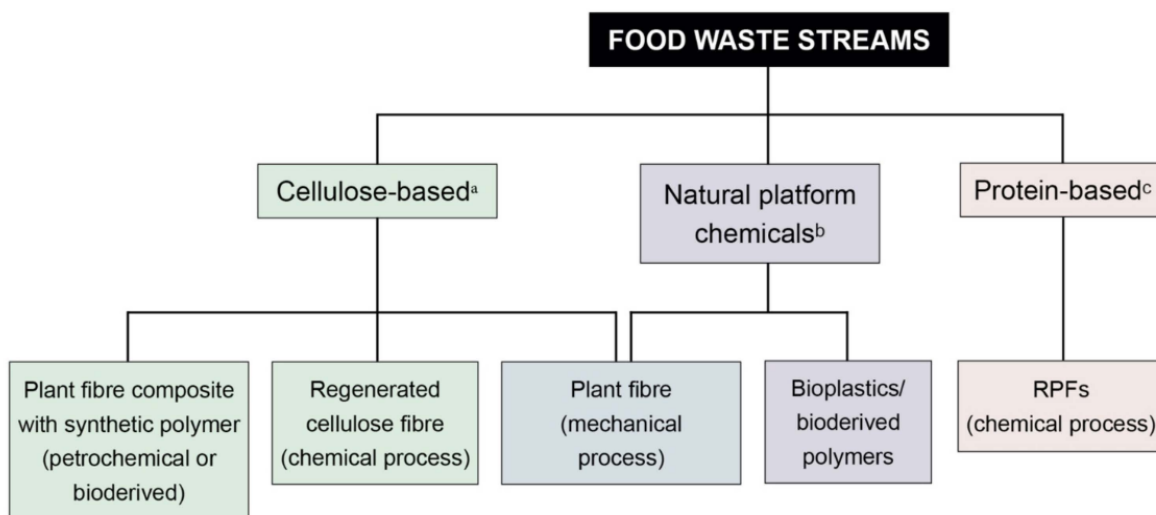 FOOD WASTE STREAMS
Cellulose-basedᵃ
Natural platform
chemicalsᵇ
Protein-basedᶜ
Plant fibre composite
with synthetic polymer
(petrochemical or
bioderived)
Regenerated
cellulose fibre
(chemical process)
Plant fibre
(mechanical
process)
Bioplastics/
bioderived
polymers
RPFs
(chemical process)